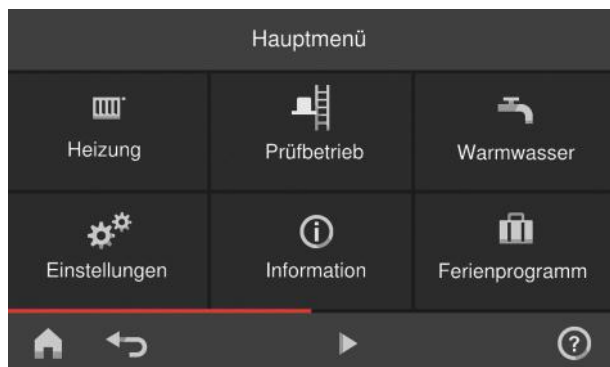 Hauptmenü
Heizung
Prüfbetrieb
Warmwasser
Einstellungen
Information
Ferienprogramm